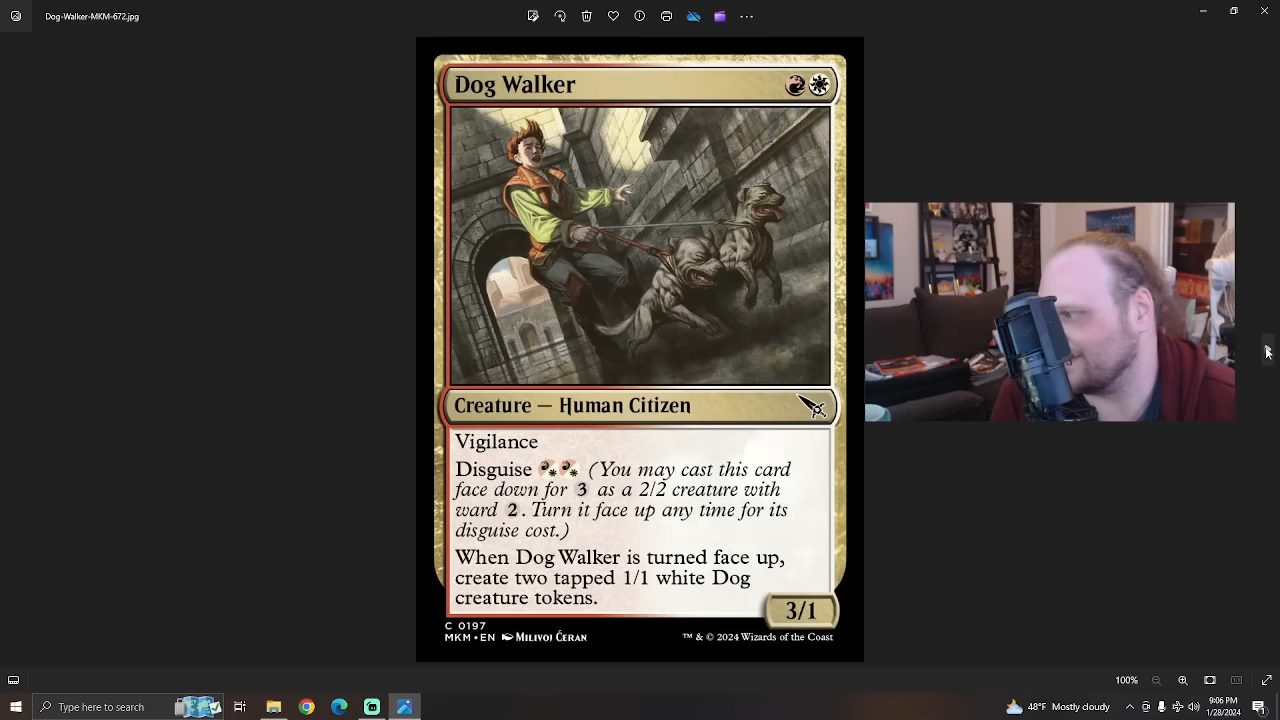 Dog-Walker-MKM-672.jpg
Dog Walker
Creature — Human Citizen
Vigilance
Disguise (You may cast this card
face down for 3 as a 2/2 creature with
ward 2. Turn it face up any time for its
disguise cost.)
When Dog Walker is turned face up,
create two tapped 1/1 white Dog
creature tokens.
3/1
C 0197
MKM • EN Milivoj Ćeran
™ & © 2024 Wizards of the Coast
100%
Type here to search
48°F Mostly cloudy
9:06 PM
1/28/2024